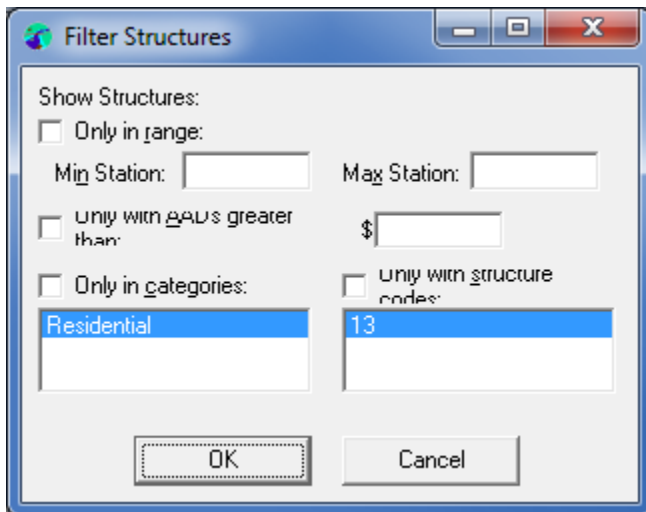 Filter Structures
Show Structures:
Only in range:
Min Station:
Max Station:
Only with AADs greater
than:
$
Only in categories:
Only with structure
codes:
Residential
13
OK
Cancel